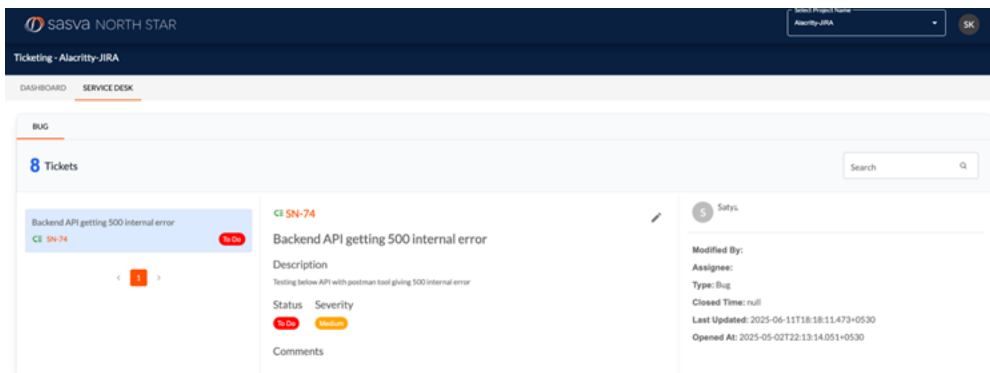 sasva NORTH STAR
Select Project Name
Alacritty-JIRA
SK
Ticketing - Alacritty-JIRA
DASHBOARD SERVICE DESK
BUG
8 Tickets
Search
Backend API getting 500 internal error
SN-74
To Do
1
SN-74
Backend API getting 500 internal error
Description
Testing below API with postman tool giving 500 internal error
Status Severity
To Do Medium
Comments
S
Modified By:
Assignee:
Type: Bug
Closed Time: null
Last Updated: 2025-06-11T18:18:11.473+0530
Opened At: 2025-05-02T22:13:14.051+0530